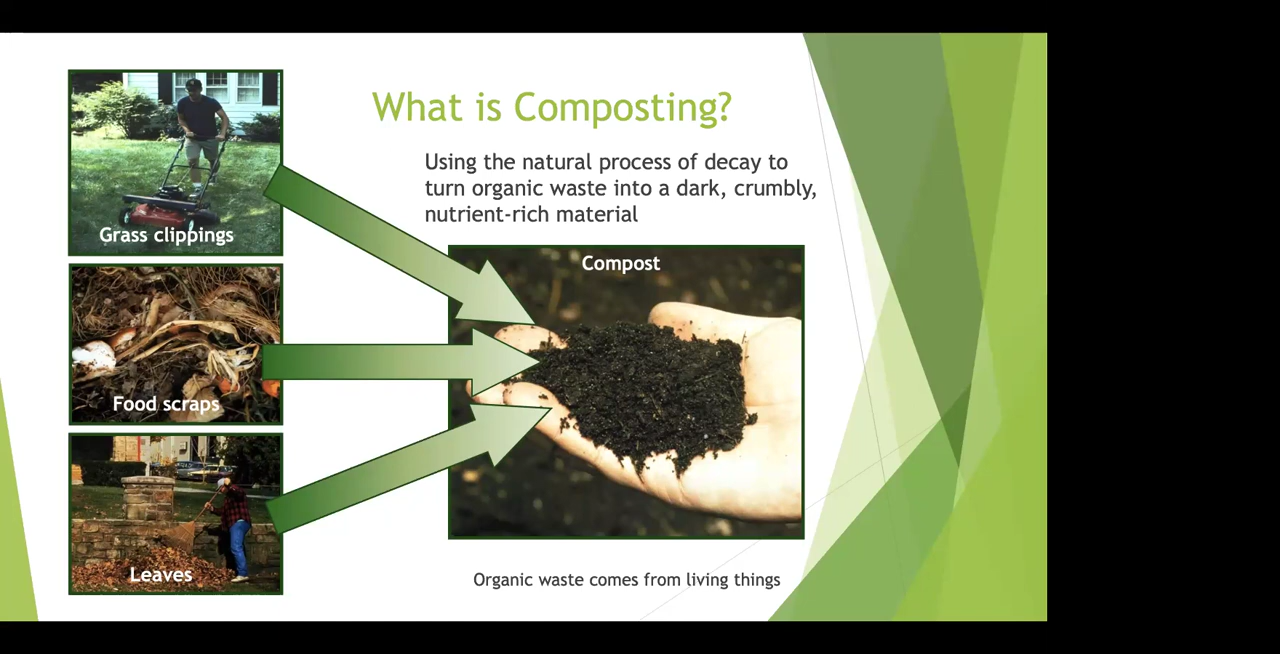 What is Composting?
Using the natural process of decay to
turn organic waste into a dark, crumbly,
nutrient-rich material
Grass clippings
Food scraps
Leaves
Compost
Organic waste comes from living things